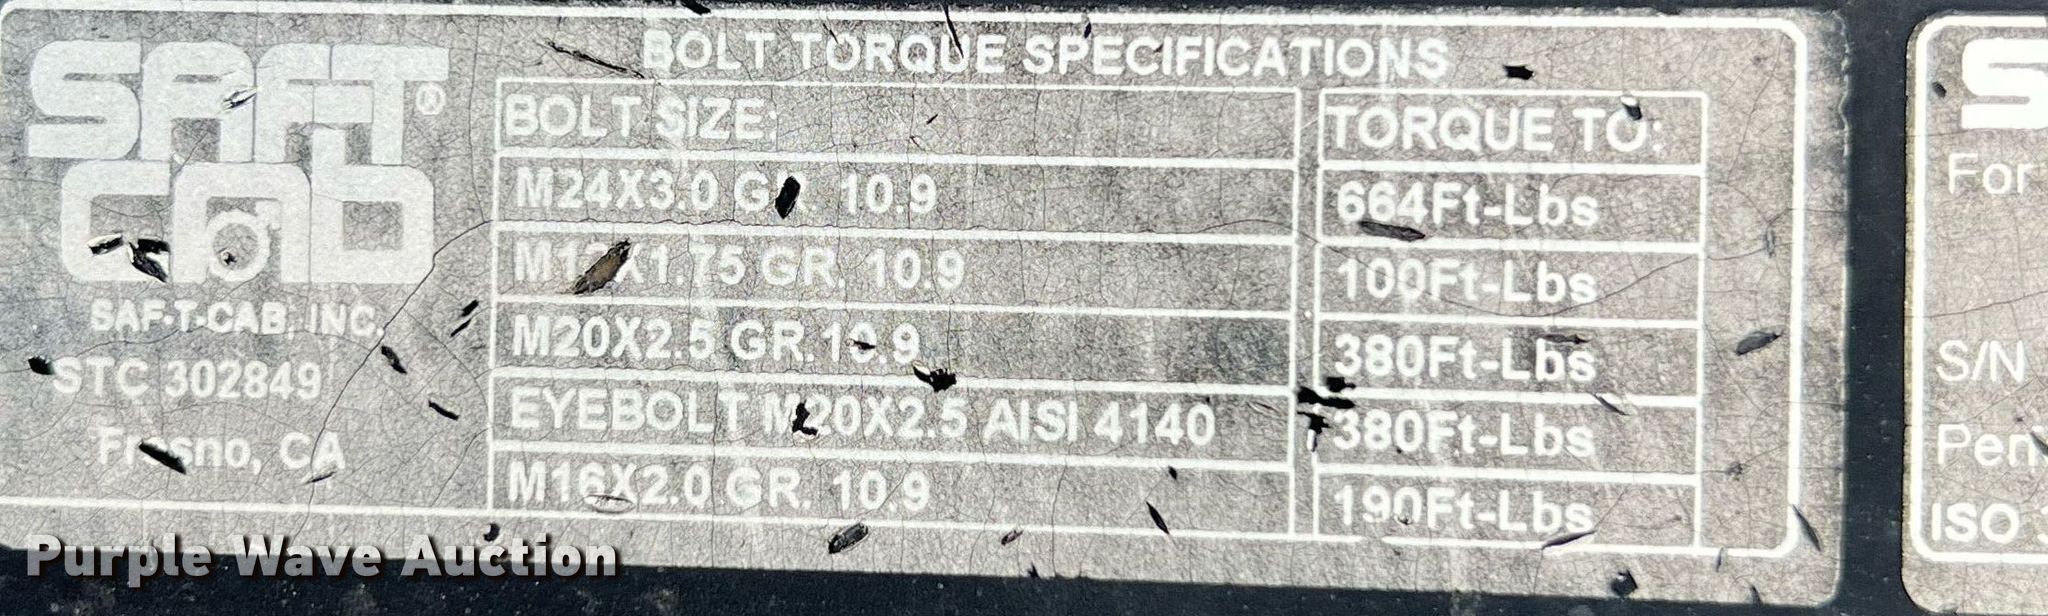 SAF-T
CAB
®
SAF-T-CAB, INC.
STC 302849
Fresno, CA
BOLT TORQUE SPECIFICATIONS
BOLT SIZE: TORQUE TO:
M24X3.0 GR. 10.9 664Ft-Lbs
M12X1.75 GR. 10.9 100Ft-Lbs
M20X2.5 GR. 10.9 380Ft-Lbs
EYEBOLT M20X2.5 AISI 4140 380Ft-Lbs
M16X2.0 GR. 10.9 190Ft-Lbs
S
For
S/N
ISO
Purple Wave Auction